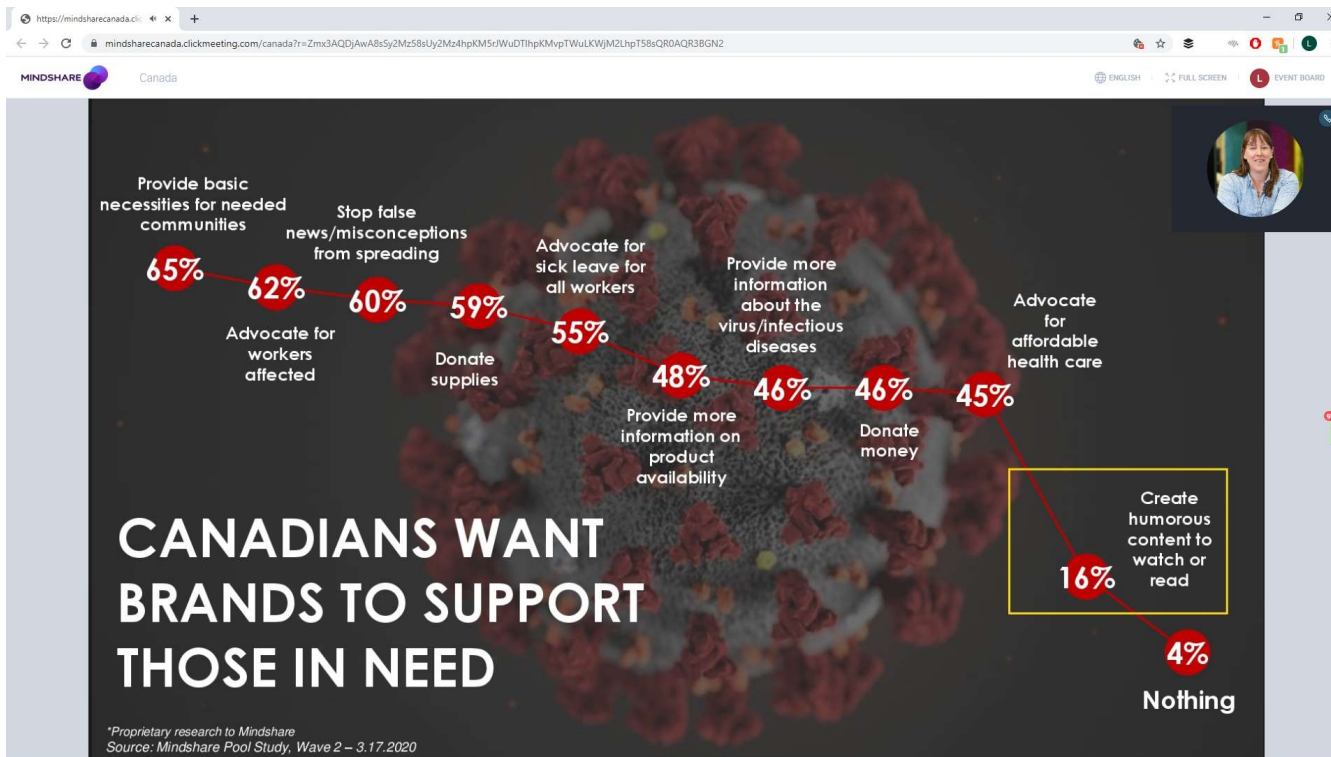 https://mindsharecanada.clic
mindsharecanada.clickmeeting.com/canada?r=Zmx3AQDjAwA8sSy2Mz58sUy2Mz4hpKM5rJWuDTIhpKMvpTWuLKWjM2LhpT58sQR0AQR3BGN2
MINDSHARE
Canada
ENGLISH
FULL SCREEN
L
EVENT BOARD
Provide basic
necessities for needed
communities
65%
62%
Advocate for
workers
affected
Stop false
news/misconceptions
from spreading
60%
59%
Donate
supplies
Advocate for
sick leave for
all workers
55%
48%
Provide more
information on
product
availability
Provide more
information
about the
virus/infectious
diseases
46%
46%
Donate
money
Advocate
for
affordable
health care
45%
Create
humorous
content to
watch or
read
16%
4%
Nothing
CANADIANS WANT
BRANDS TO SUPPORT
THOSE IN NEED
*Proprietary research to Mindshare
Source: Mindshare Pool Study, Wave 2 – 3.17.2020